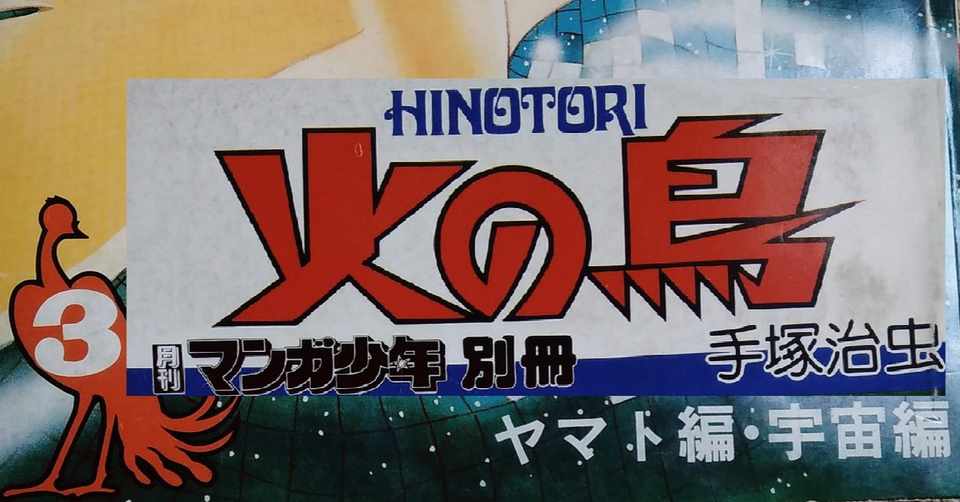 HINOTORI
火の鳥
3
月刊 マンガ少年 別冊
手塚治虫
ヤマト編・宇宙編